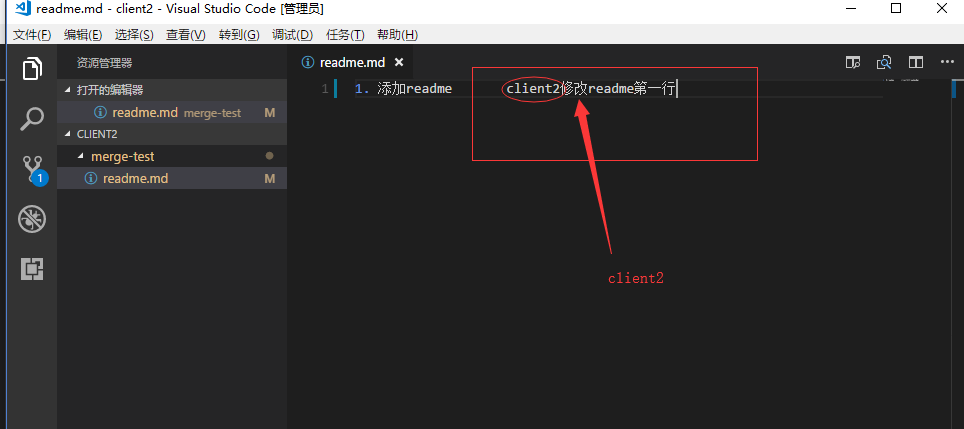 readme.md - client2 - Visual Studio Code [管理员]
文件(F) 编辑(E) 选择(S) 查看(V) 转到(G) 调试(D) 任务(T) 帮助(H)
资源管理器
打开的编辑器
readme.md merge-test M
CLIENT2
merge-test
readme.md M
1
readme.md
1 1. 添加readme client2修改readme第一行
client2